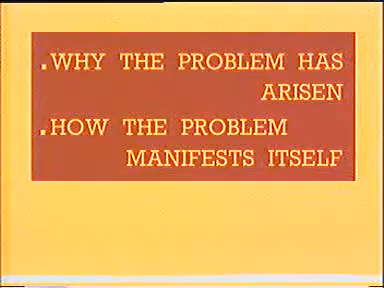 .WHY THE PROBLEM HAS
ARISEN
.HOW THE PROBLEM
MANIFESTS ITSELF